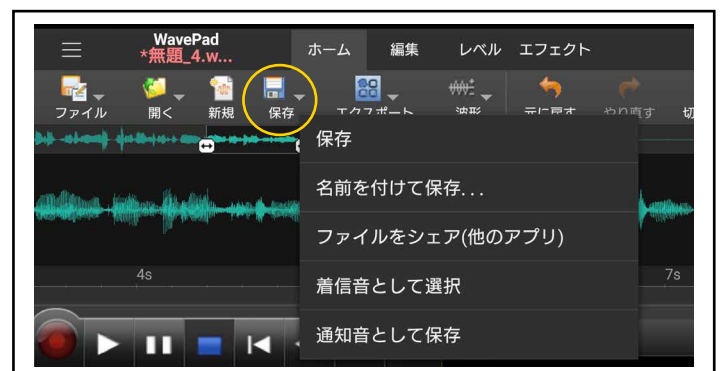 WavePad
*無題_4.w...
ホーム 編集 レベル エフェクト
ファイル 開く 新規 保存 エクスポート 波形 元に戻す やり直す 切
保存
名前を付けて保存...
ファイルをシェア(他のアプリ)
4s 7s
着信音として選択
通知音として保存